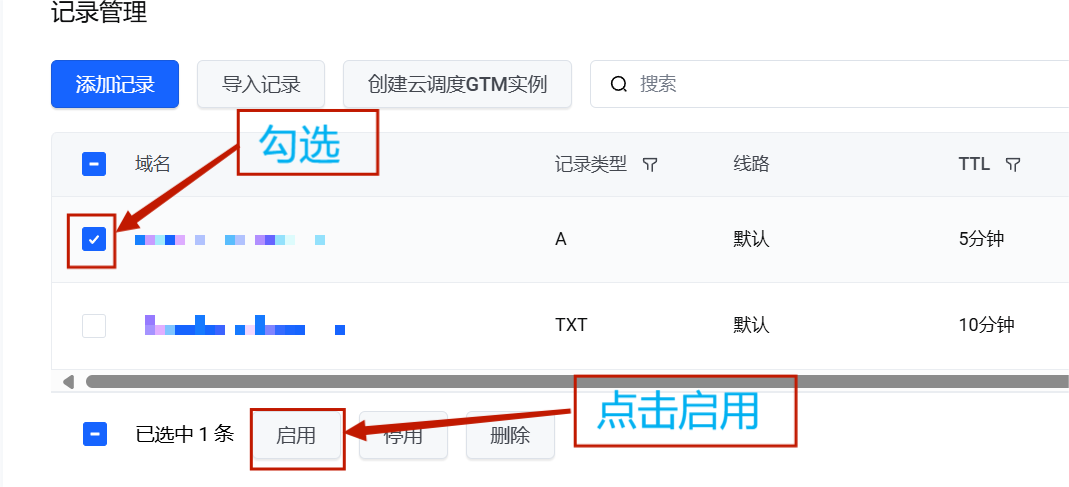 记录管理
添加记录 导入记录 创建云调度GTM实例 搜索
勾选
域名 记录类型 线路 TTL
A 默认 5分钟
TXT 默认 10分钟
点击启用
已选中 1 条 启用 停用 删除